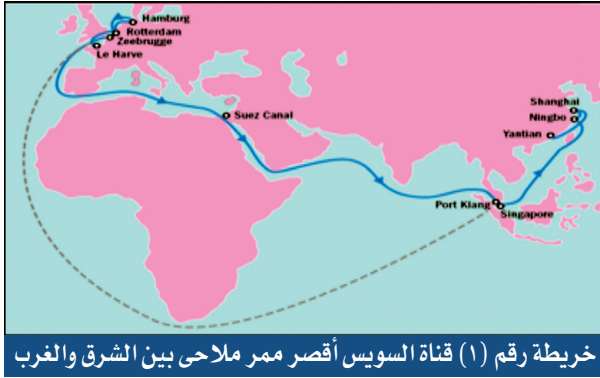 Hamburg
Rotterdam
Zeebrugge
Le Harve
Suez Canal
Shanghai
Ningbo
Yantian
Port Klang
Singapore
خريطة رقم (١) قناة السويس أقصر ممر ملاحى بين الشرق والغرب